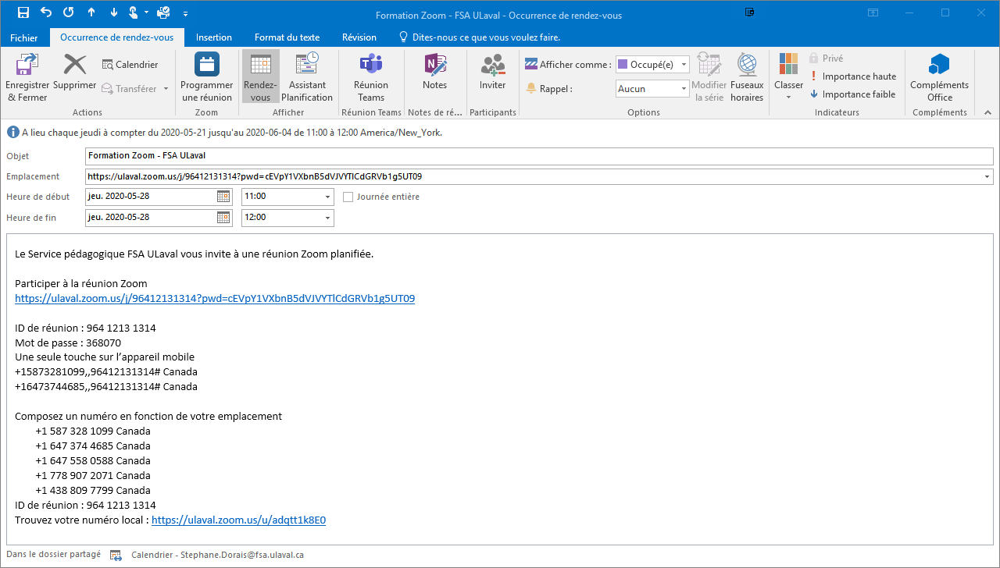 Formation Zoom - FSA ULaval - Occurrence de rendez-vous
Fichier Occurrence de rendez-vous Insertion Format du texte Révision Dites-nous ce que vous voulez faire.
Enregistrer & Fermer
Supprimer
Calendrier
Transférer
Actions
Programmer une réunion
Zoom
Rendez-vous
Assistant Planification
Afficher
Réunion Teams
Réunion Teams
Notes
Notes de ré...
Inviter
Participants
Afficher comme : Occupé(e)
Rappel : Aucun
Modifier la série
Fuseaux horaires
Options
Classer
Privé
Importance haute
Importance faible
Indicateurs
Compléments Office
Compléments
A lieu chaque jeudi à compter du 2020-05-21 jusqu'au 2020-06-04 de 11:00 à 12:00 America/New_York.
Objet Formation Zoom - FSA ULaval
Emplacement https://ulaval.zoom.us/j/96412131314?pwd=cEVpY1VXbnB5dVJVYTlCdGRVb1g5UT09
Heure de début jeu. 2020-05-28 11:00 Journée entière
Heure de fin jeu. 2020-05-28 12:00
Le Service pédagogique FSA ULaval vous invite à une réunion Zoom planifiée.
Participer à la réunion Zoom
https://ulaval.zoom.us/j/96412131314?pwd=cEVpY1VXbnB5dVJVYTlCdGRVb1g5UT09
ID de réunion : 964 1213 1314
Mot de passe : 368070
Une seule touche sur l’appareil mobile
+15873281099,,96412131314# Canada
+16473744685,,96412131314# Canada
Composez un numéro en fonction de votre emplacement
+1 587 328 1099 Canada
+1 647 374 4685 Canada
+1 647 558 0588 Canada
+1 778 907 2071 Canada
+1 438 809 7799 Canada
ID de réunion : 964 1213 1314
Trouvez votre numéro local : https://ulaval.zoom.us/u/adqtt1k8E0
Dans le dossier partagé Calendrier - Stephane.Dorais@fsa.ulaval.ca